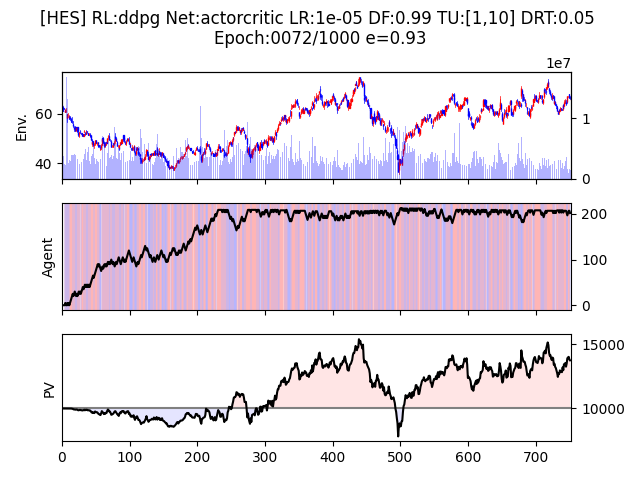 [HES] RL:ddpg Net:actorcritic LR:1e-05 DF:0.99 TU:[1,10] DRT:0.05
Epoch:0072/1000 e=0.93
1e7
Env.
60
40
1
0
Agent
200
100
0
PV
15000
10000
0 100 200 300 400 500 600 700